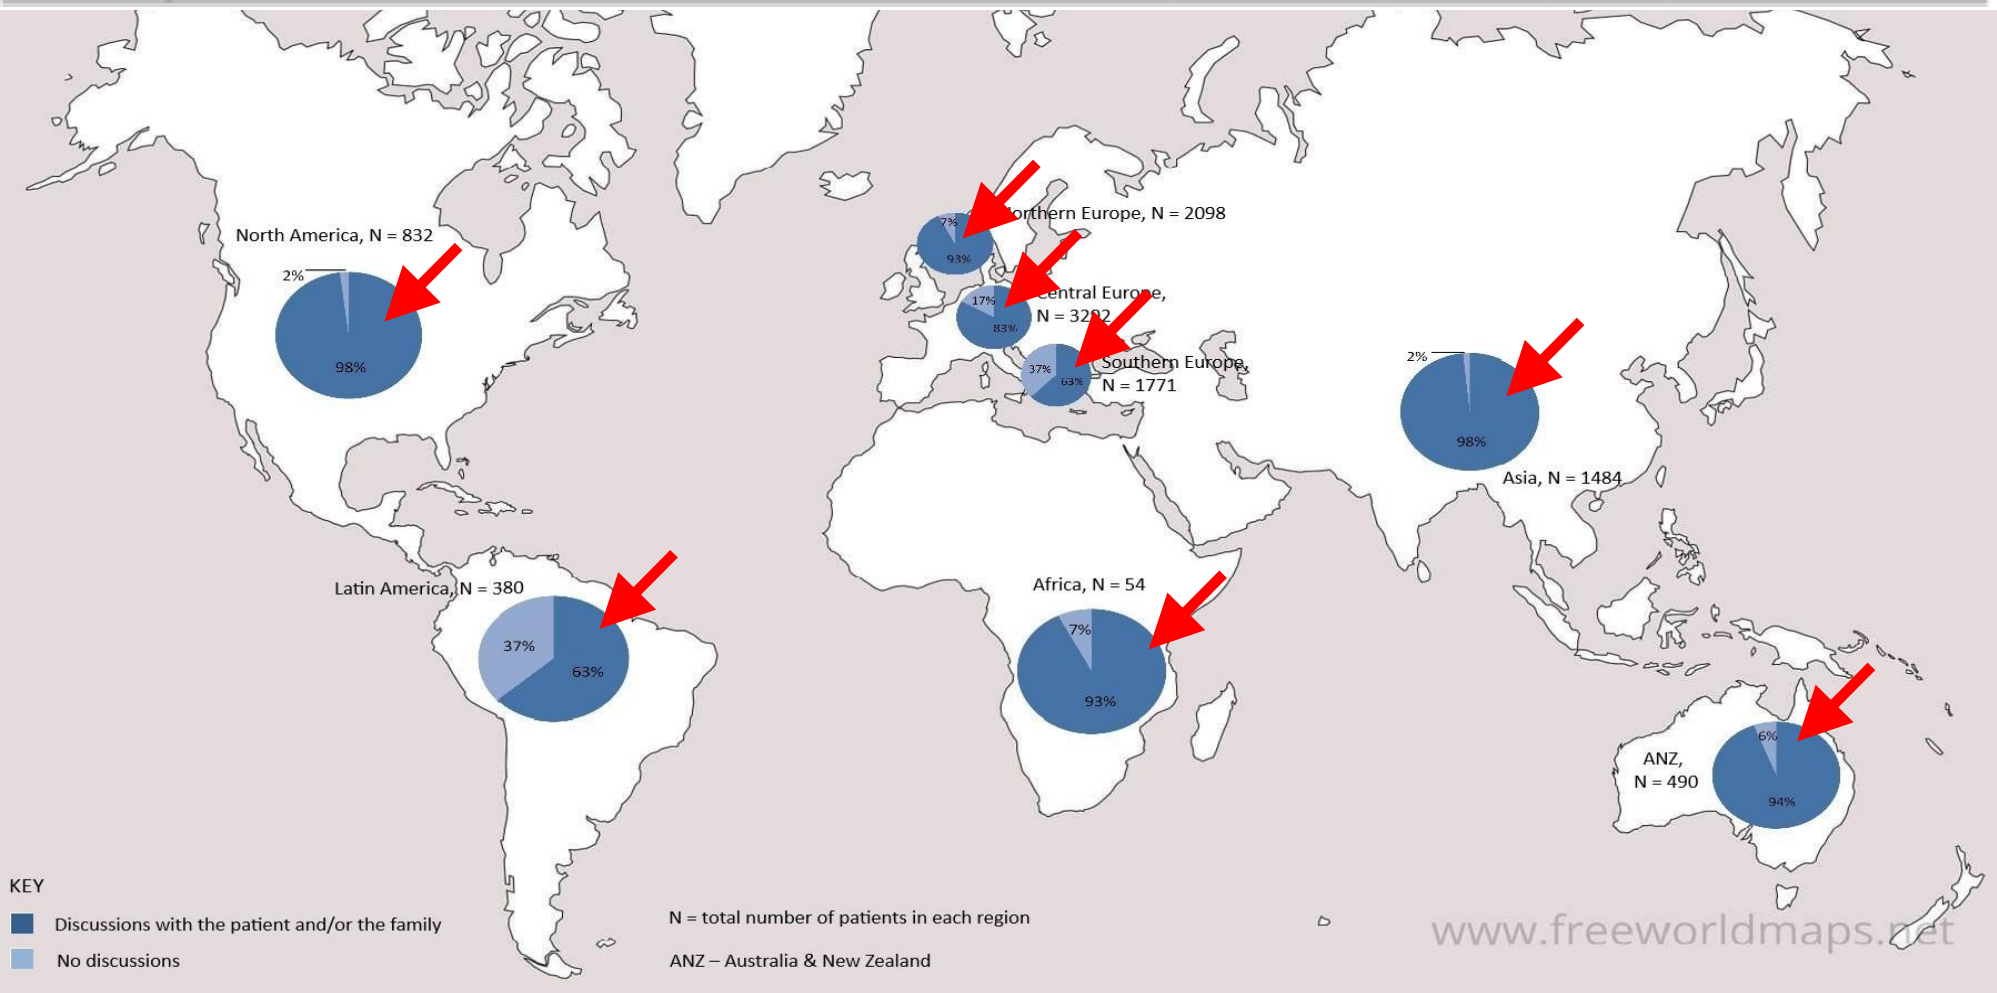 Northern Europe, N = 2098
7%
93%
North America, N = 832
2%
98%
Central Europe,
N = 3292
17%
83%
Southern Europe,
N = 1771
37%
63%
2%
98%
Asia, N = 1484
Latin America, N = 380
37%
63%
Africa, N = 54
7%
93%
ANZ,
N = 490
6%
94%
KEY
Discussions with the patient and/or the family
No discussions
N = total number of patients in each region
ANZ – Australia & New Zealand
www.freeworldmaps.net